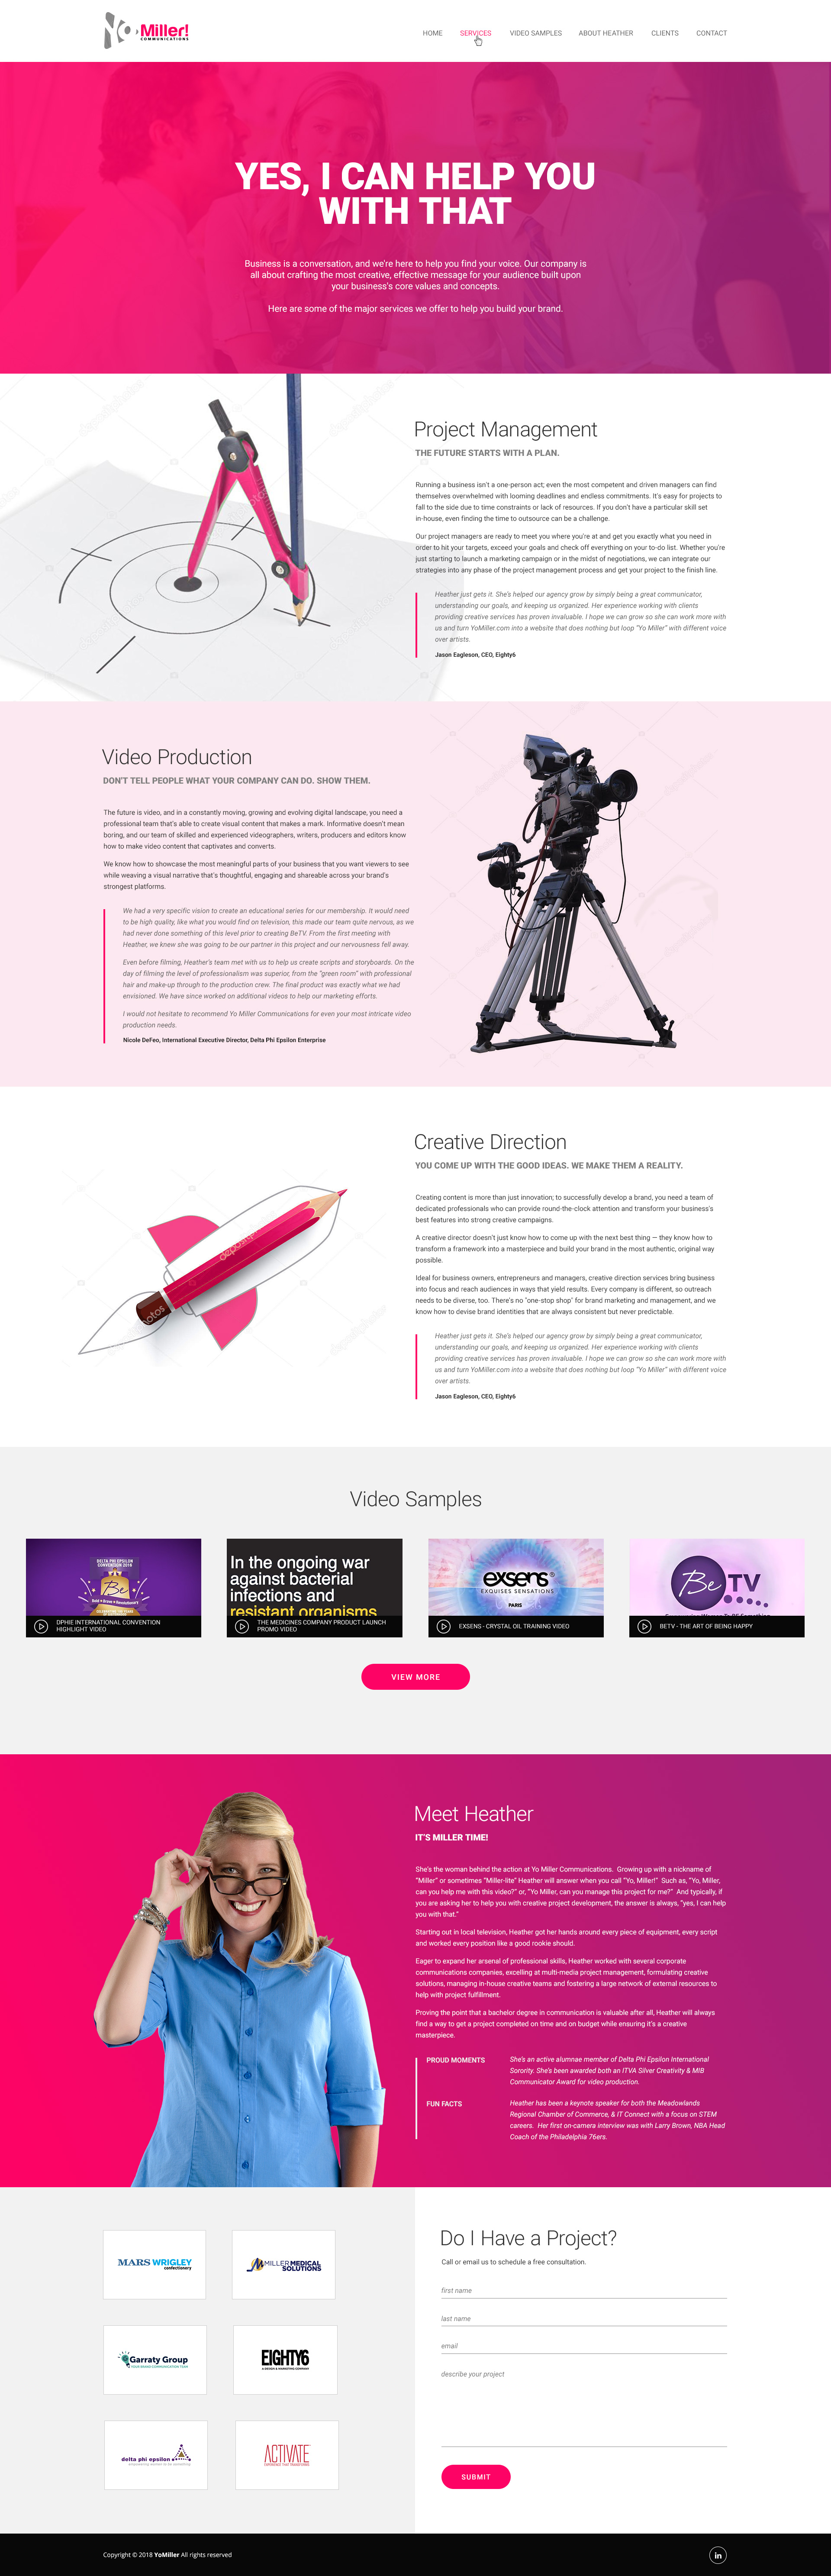 Yo Miller!
COMMUNICATIONS
HOME SERVICES VIDEO SAMPLES ABOUT HEATHER CLIENTS CONTACT
YES, I CAN HELP YOU
WITH THAT
Business is a conversation, and we're here to help you find your voice. Our company is
all about crafting the most creative, effective message for your audience built upon
your business's core values and concepts.
Here are some of the major services we offer to help you build your brand.
Project Management
THE FUTURE STARTS WITH A PLAN.
Running a business isn't a one-person act; even the most competent and driven managers can find
themselves overwhelmed with looming deadlines and endless commitments. It's easy for projects to
fall to the side due to time constraints or lack of resources. If you don't have a particular skill set
in-house, even finding the time to outsource can be a challenge.
Our project managers are ready to meet you where you're at and get you exactly what you need in
order to hit your targets, exceed your goals and check off everything on your to-do list. Whether you're
just starting to launch a marketing campaign or in the midst of negotiations, we can integrate our
strategies into any phase of the project management process and get your project to the finish line.
Heather just gets it. She's helped our agency grow by simply being a great communicator,
understanding our goals, and keeping us organized. Her experience working with clients
providing creative services has proven invaluable. I hope we can grow so she can work more with
us and turn YoMiller.com into a website that does nothing but loop "Yo Miller" with different voice
over artists.
Jason Eagleson, CEO, Eighty6
Video Production
DON'T TELL PEOPLE WHAT YOUR COMPANY CAN DO. SHOW THEM.
The future is video, and in a constantly moving, growing and evolving digital landscape, you need a
professional team that's able to create visual content that makes a mark. Informative doesn't mean
boring, and our team of skilled and experienced videographers, writers, producers and editors know
how to make video content that captivates and converts.
We know how to showcase the most meaningful parts of your business that you want viewers to see
while weaving a visual narrative that's thoughtful, engaging and shareable across your brand's
strongest platforms.
We had a very specific vision to create an educational series for our membership. It would need
to be high quality, like what you would find on television, this made our team quite nervous, as we
had never done something of this level prior to creating BeTV. From the first meeting with
Heather, we knew she was going to be our partner in this project and our nervousness fell away.
Even before filming, Heather's team met with us to help us create scripts and storyboards. On the
day of filming the level of professionalism was superior, from the "green room" with professional
hair and make-up through to the production crew. The final product was exactly what we had
envisioned. We have since worked on additional videos to help our marketing efforts.
I would not hesitate to recommend Yo Miller Communications for even your most intricate video
production needs.
Nicole DeFeo, International Executive Director, Delta Phi Epsilon Enterprise
Creative Direction
YOU COME UP WITH THE GOOD IDEAS. WE MAKE THEM A REALITY.
Creating content is more than just innovation; to successfully develop a brand, you need a team of
dedicated professionals who can provide round-the-clock attention and transform your business's
best features into strong creative campaigns.
A creative director doesn't just know how to come up with the next best thing — they know how to
transform a framework into a masterpiece and build your brand in the most authentic, original way
possible.
Ideal for business owners, entrepreneurs and managers, creative direction services bring business
into focus and reach audiences in ways that yield results. Every company is different, so outreach
needs to be diverse, too. There's no "one-stop shop" for brand marketing and management, and we
know how to devise brand identities that are always consistent but never predictable.
Heather just gets it. She's helped our agency grow by simply being a great communicator,
understanding our goals, and keeping us organized. Her experience working with clients
providing creative services has proven invaluable. I hope we can grow so she can work more with
us and turn YoMiller.com into a website that does nothing but loop "Yo Miller" with different voice
over artists.
Jason Eagleson, CEO, Eighty6
Video Samples
DELTA PHI EPSILON
CONVENTION 2016
Be
Bold • Brave • Revolutionary
DPHIE INTERNATIONAL CONVENTION
HIGHLIGHT VIDEO
In the ongoing war
against bacterial
infections and
resistant organisms
THE MEDICINES COMPANY PRODUCT LAUNCH
PROMO VIDEO
exsens®
EXQUISES SENSATIONS
PARIS
EXSENS - CRYSTAL OIL TRAINING VIDEO
Be TV
BETV - THE ART OF BEING HAPPY
VIEW MORE
Meet Heather
IT'S MILLER TIME!
She's the woman behind the action at Yo Miller Communications. Growing up with a nickname of
"Miller" or sometimes "Miller-lite" Heather will answer when you call "Yo, Miller!" Such as, "Yo, Miller,
can you help me with this video?" or, "Yo Miller, can you manage this project for me?" And typically, if
you are asking her to help you with creative project development, the answer is always, "yes, I can help
you with that."
Starting out in local television, Heather got her hands around every piece of equipment, every script
and worked every position like a good rookie should.
Eager to expand her arsenal of professional skills, Heather worked with several corporate
communications companies, excelling at multi-media project management, formulating creative
solutions, managing in-house creative teams and fostering a large network of external resources to
help with project fulfillment.
Proving the point that a bachelor degree in communication is valuable after all, Heather will always
find a way to get a project completed on time and on budget while ensuring it's a creative
masterpiece.
PROUD MOMENTS
She's an active alumnae member of Delta Phi Epsilon International
Sorority. She's been awarded both an ITVA Silver Creativity & MIB
Communicator Award for video production.
FUN FACTS
Heather has been a keynote speaker for both the Meadowlands
Regional Chamber of Commerce, & IT Connect with a focus on STEM
careers. Her first on-camera interview was with Larry Brown, NBA Head
Coach of the Philadelphia 76ers.
MARS WRIGLEY
confectionery
MILLER MEDICAL
SOLUTIONS
Garraty Group
YOUR BRAND COMMUNICATION TEAM
EIGHTY6
A DESIGN & MARKETING COMPANY
delta phi epsilon
empowering women to be something
ACTIVATE
EXPERIENCE THAT TRANSFORMS
Do I Have a Project?
Call or email us to schedule a free consultation.
first name
last name
email
describe your project
SUBMIT
Copyright © 2018 YoMiller All rights reserved
in